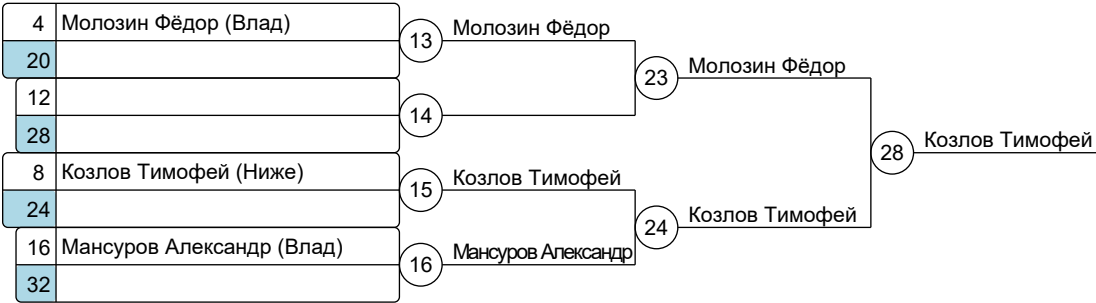 4 Молозин Фёдор (Влад)
20
12
28
8 Козлов Тимофей (Ниже)
24
16 Мансуров Александр (Влад)
32
13 Молозин Фёдор
14
15 Козлов Тимофей
16 Мансуров Александр
23 Молозин Фёдор
24 Козлов Тимофей
28 Козлов Тимофей